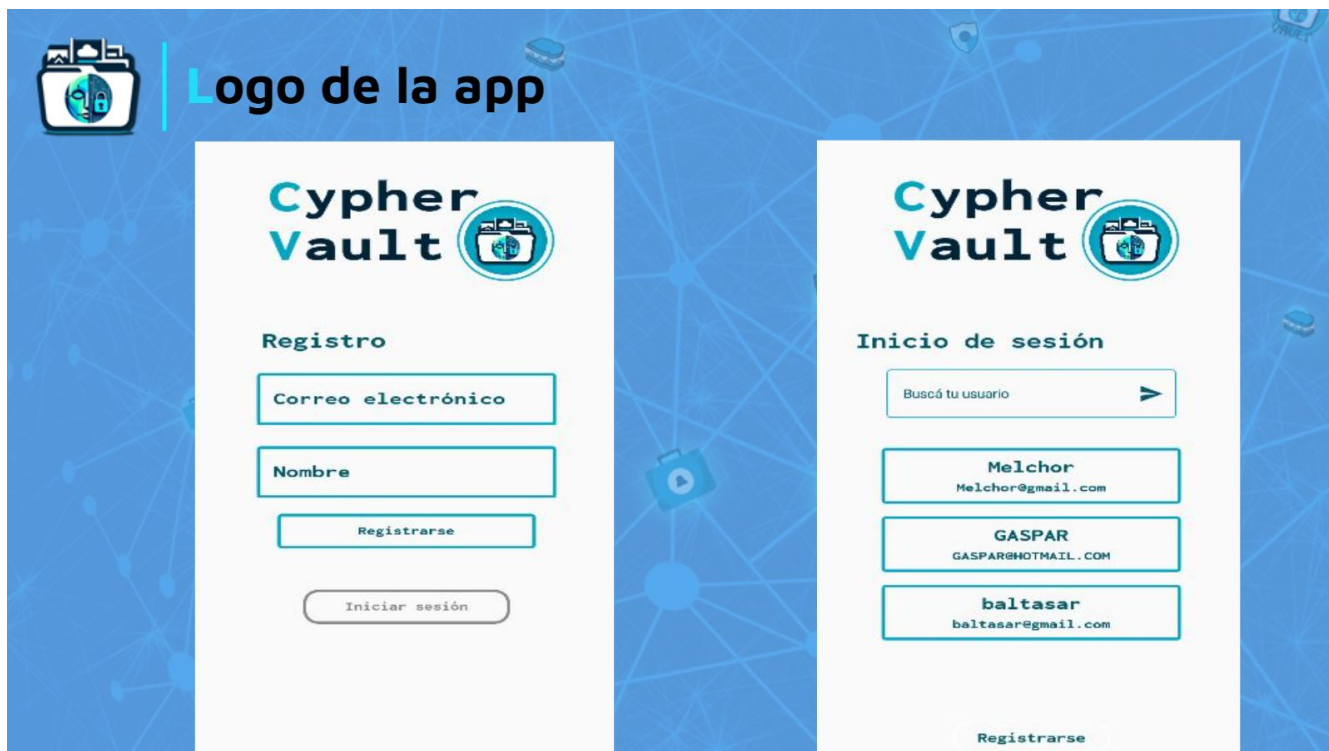 Logo de la app
Cypher
Vault
Registro
Correo electrónico
Nombre
Registrarse
Iniciar sesión
Cypher
Vault
Inicio de sesión
Buscá tu usuario
Melchor
Melchor@gmail.com
GASPAR
GASPAR@HOTMAIL.COM
baltasar
baltasar@gmail.com
Registrarse